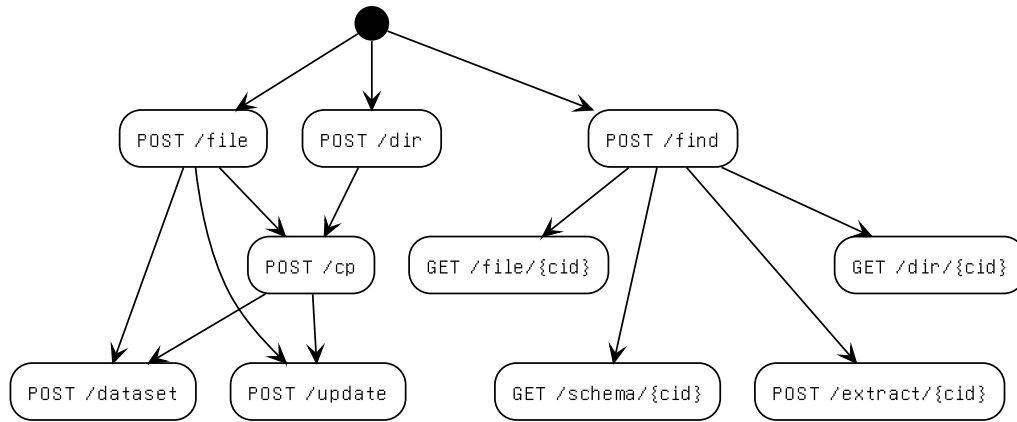 POST /file
POST /dir
POST /find
POST /cp
GET /file/{cid}
GET /dir/{cid}
POST /dataset
POST /update
GET /schema/{cid}
POST /extract/{cid}